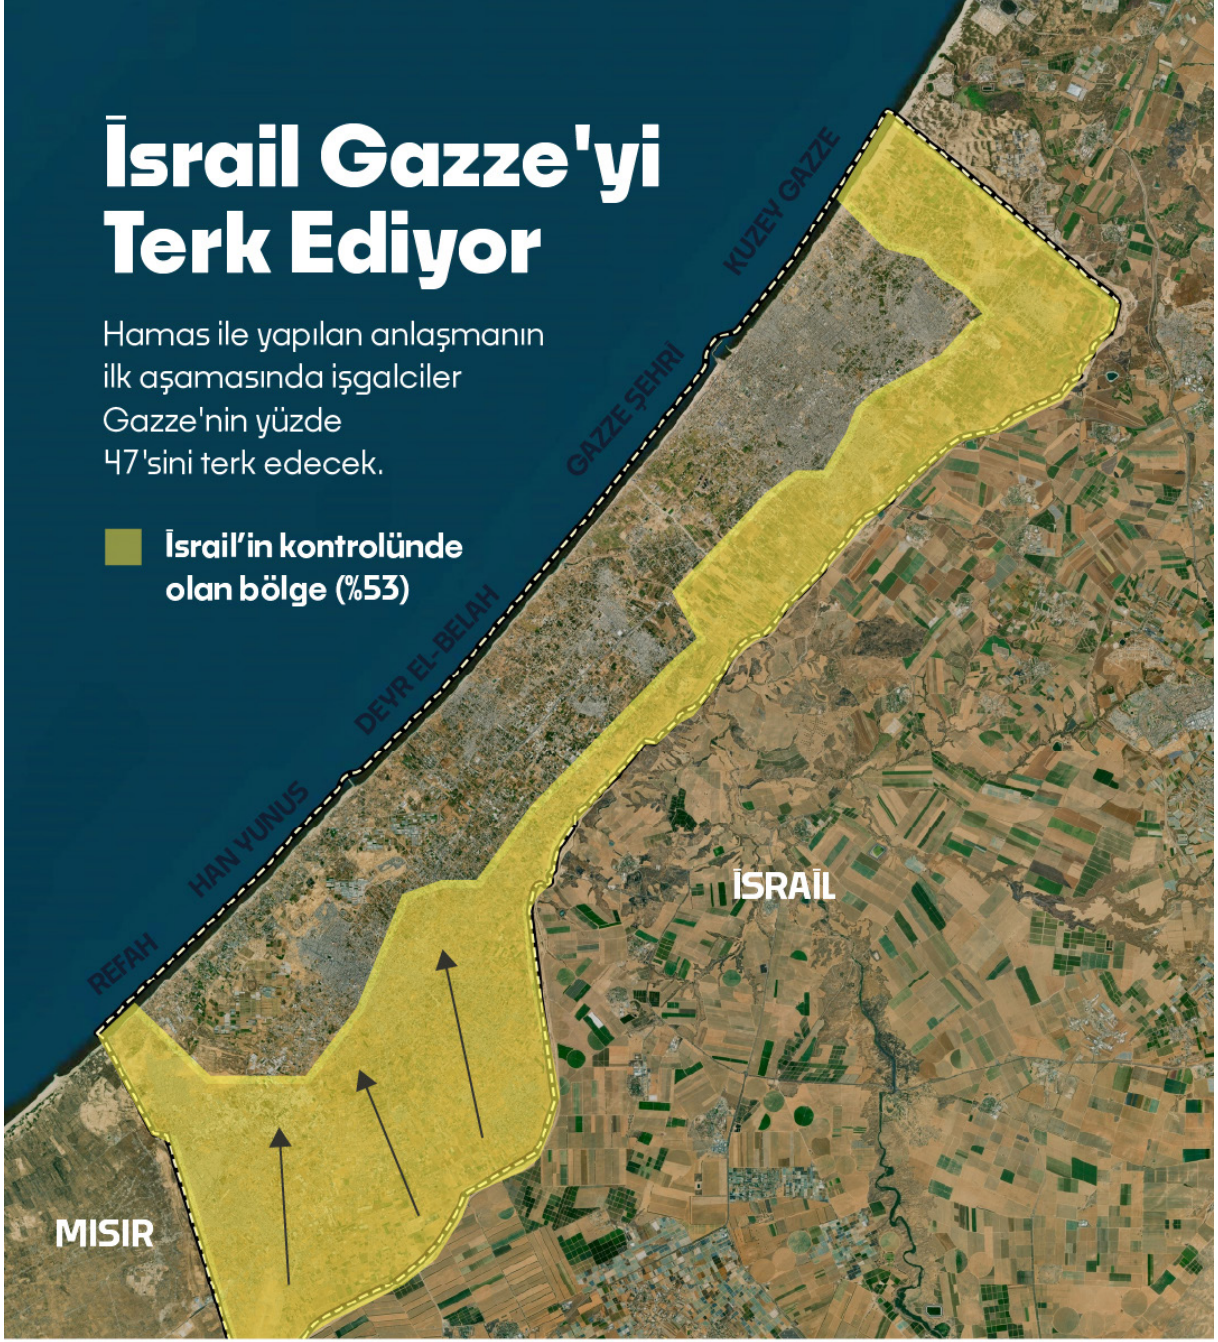 İsrail Gazze'yi
Terk Ediyor
Hamas ile yapılan anlaşmanın
ilk aşamasında işgalciler
Gazze'nin yüzde
47'sini terk edecek.
İsrail’in kontrolünde
olan bölge (%53)
KUZEY GAZZE
GAZZE ŞEHRİ
DEYR EL-BELAH
HAN YUNUS
REFAH
İSRAİL
MISIR